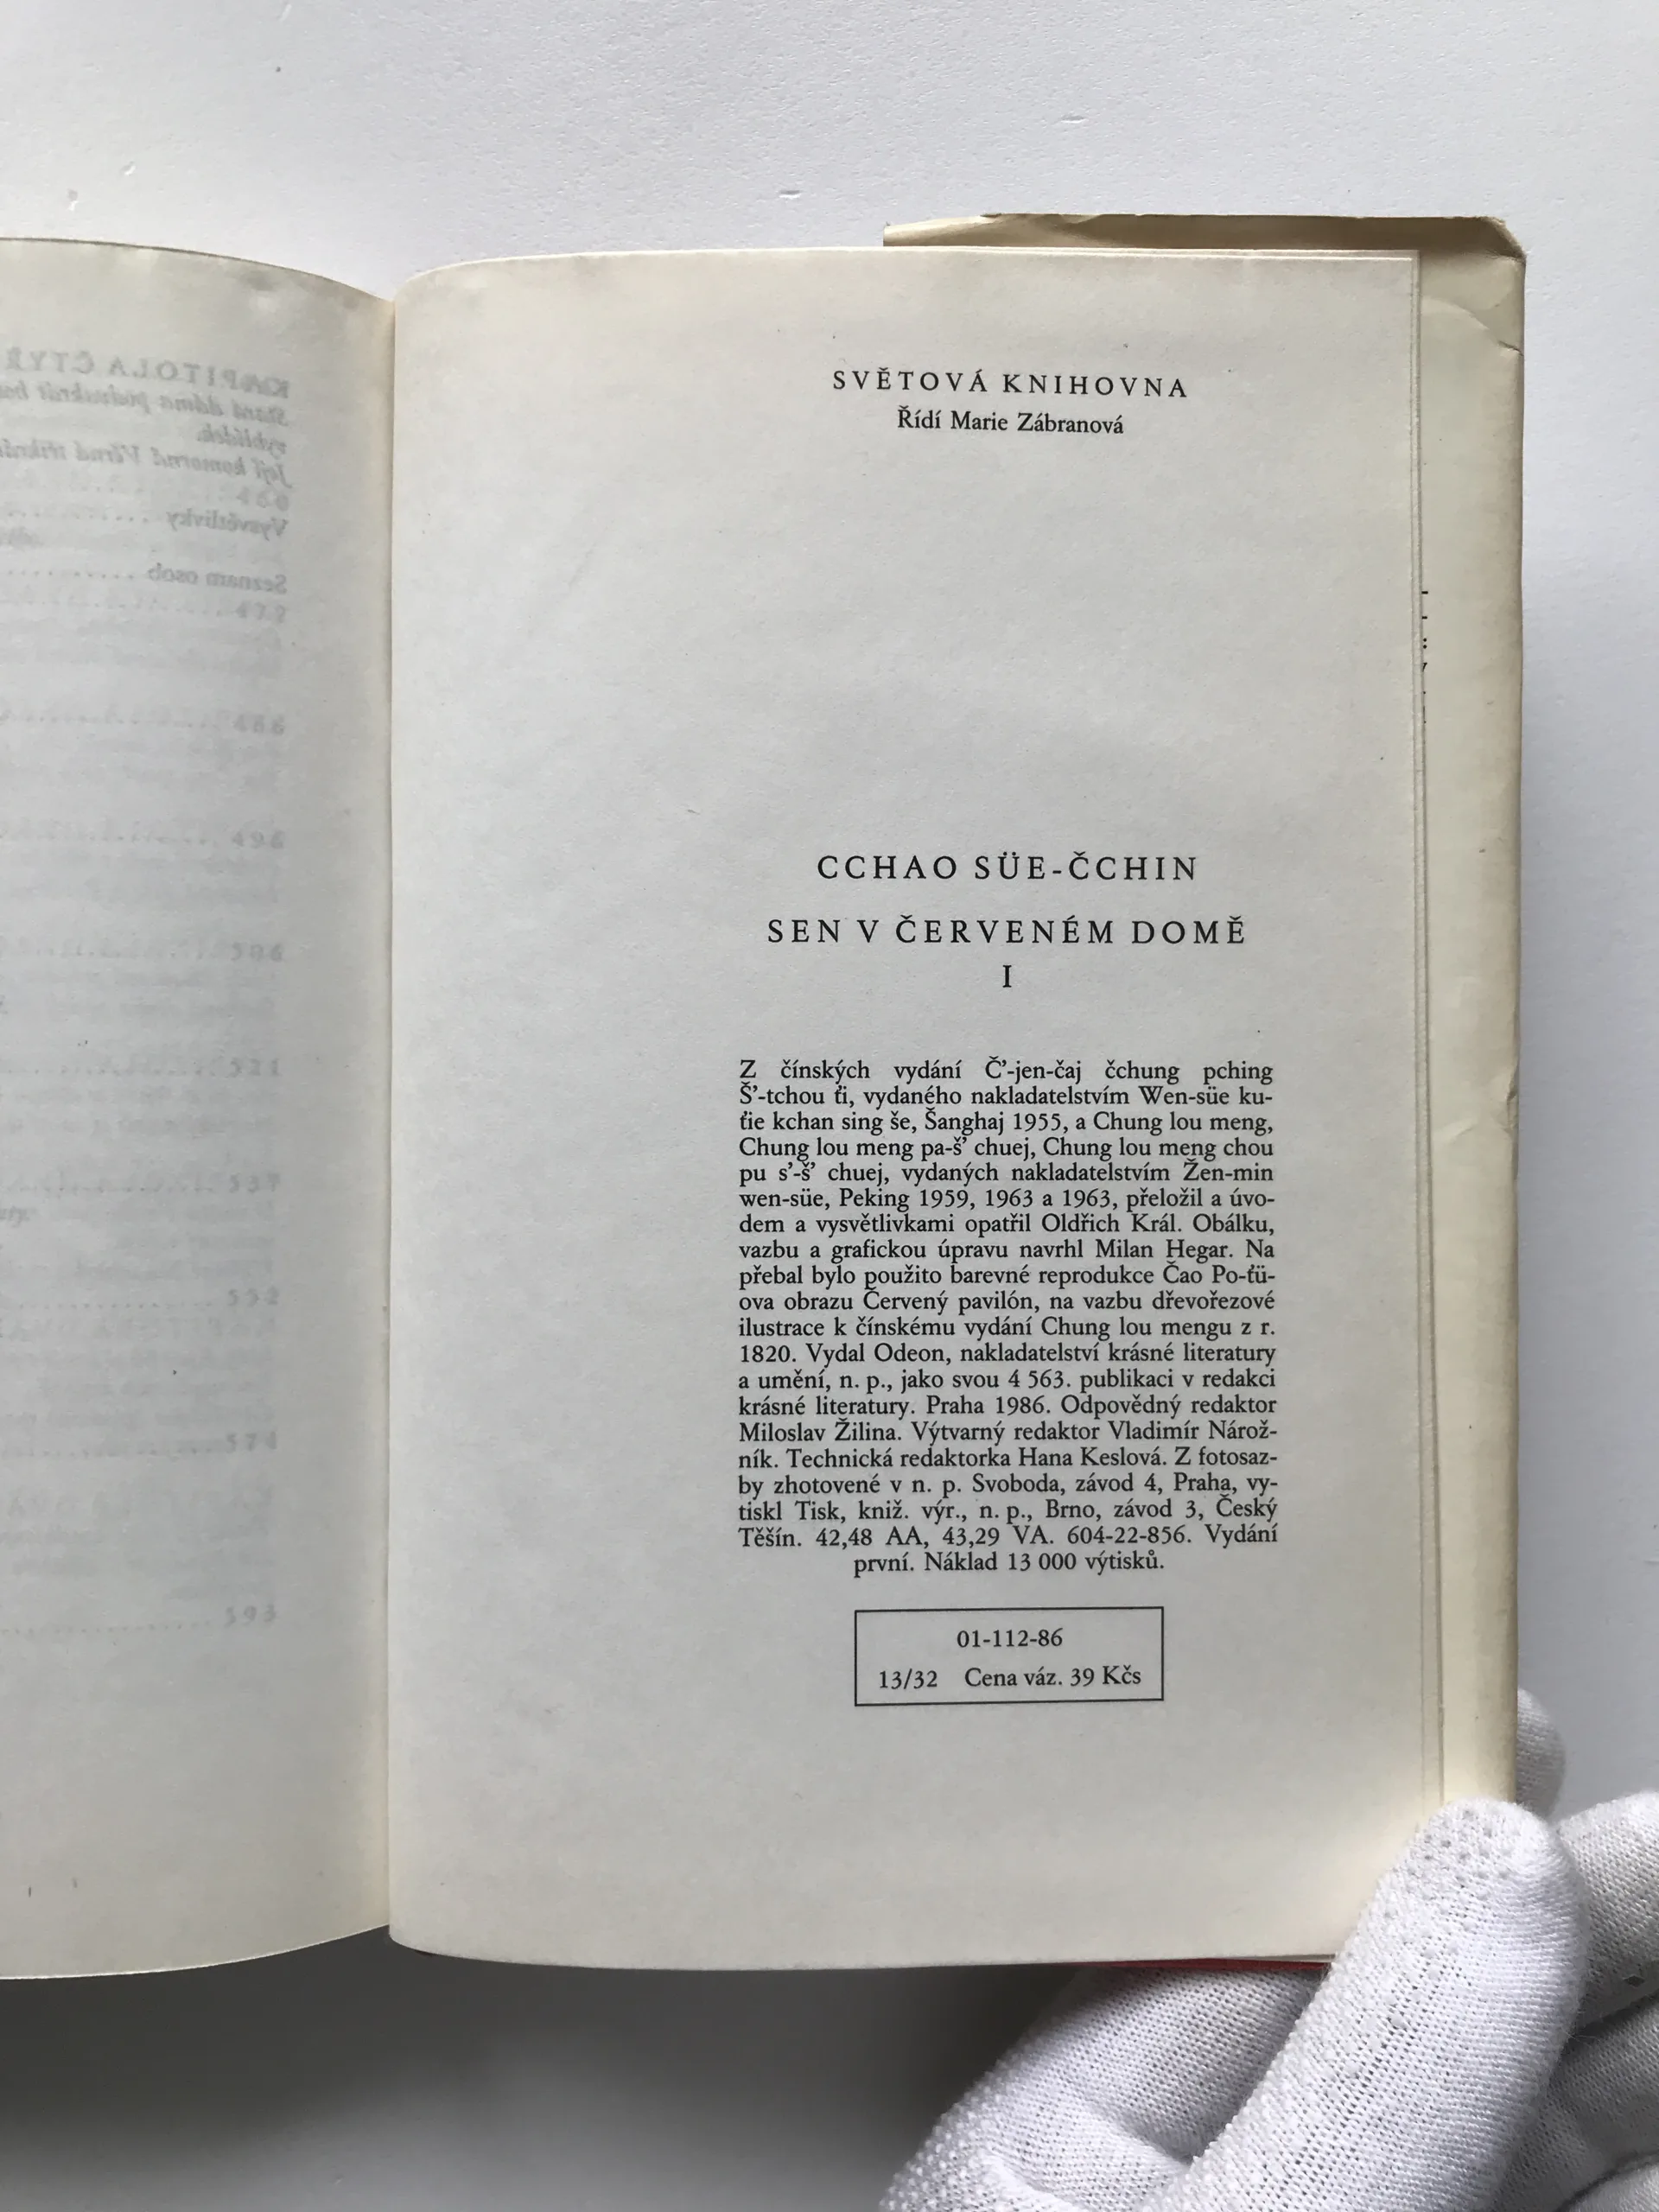 SVĚTOVÁ KNIHOVNA
Řídí Marie Zábranová
CCHAO SÜE-ČCHIN
SEN V ČERVENÉM DOMĚ
I
Z čínských vydání Č’-jen-čaj čchung pching
Š’-tchou ťi, vydaného nakladatelstvím Wen-süe ku-
ťie kchan sing še, Šanghaj 1955, a Chung lou meng,
Chung lou meng pa-š’ chuej, Chung lou meng chou
pu s’-š’ chuej, vydaných nakladatelstvím Žen-min
wen-süe, Peking 1959, 1963 a 1963, přeložil a úvo-
dem a vysvětlivkami opatřil Oldřich Král. Obálku,
vazbu a grafickou úpravu navrhl Milan Hegar. Na
přebal bylo použito barevné reprodukce Čao Po-ťü-
ova obrazu Červený pavilón, na vazbu dřevořezové
ilustrace k čínskému vydání Chung lou mengu z r.
1820. Vydal Odeon, nakladatelství krásné literatury
a umění, n. p., jako svou 4 563. publikaci v redakci
krásné literatury. Praha 1986. Odpovědný redaktor
Miloslav Žilina. Výtvarný redaktor Vladimír Nárož-
ník. Technická redaktorka Hana Keslová. Z fotosaz-
by zhotovené v n. p. Svoboda, závod 4, Praha, vy-
tiskl Tisk, kniž. výr., n. p., Brno, závod 3, Český
Těšín. 42,48 AA, 43,29 VA. 604-22-856. Vydání
první. Náklad 13 000 výtisků.
01-112-86
13/32 Cena váz. 39 Kčs